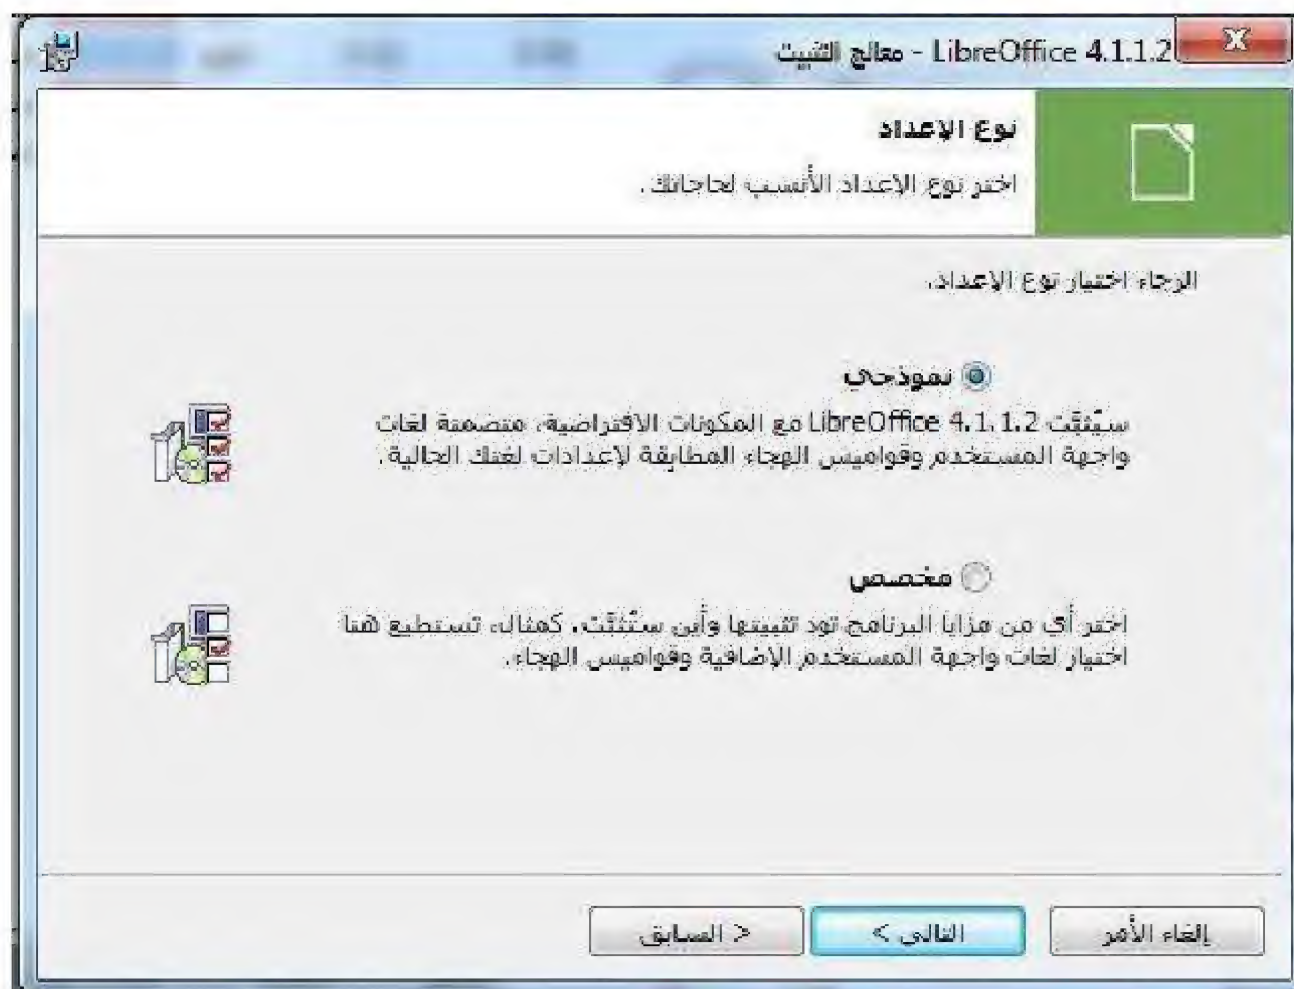 LibreOffice 4.1.1.2 - معالج التثبيت
نوع الإعداد
اختر نوع الإعداد الأنسب لحاجاتك.
الرجاء اختيار نوع الإعداد.
نموذجي
سيُثبَّت LibreOffice 4.1.1.2 مع المكونات الافتراضية، متضمنة لغات
واجهة المستخدم وقواميس الهجاء المطابقة لإعدادات لغتك الحالية.
مخصص
اختر أي من مزايا البرنامج تود تثبيتها وأين ستُثبَّت. كمثال، تستطيع هنا
اختيار لغات واجهة المستخدم الإضافية وقواميس الهجاء.
إلغاء الأمر
التالي >
< السابق